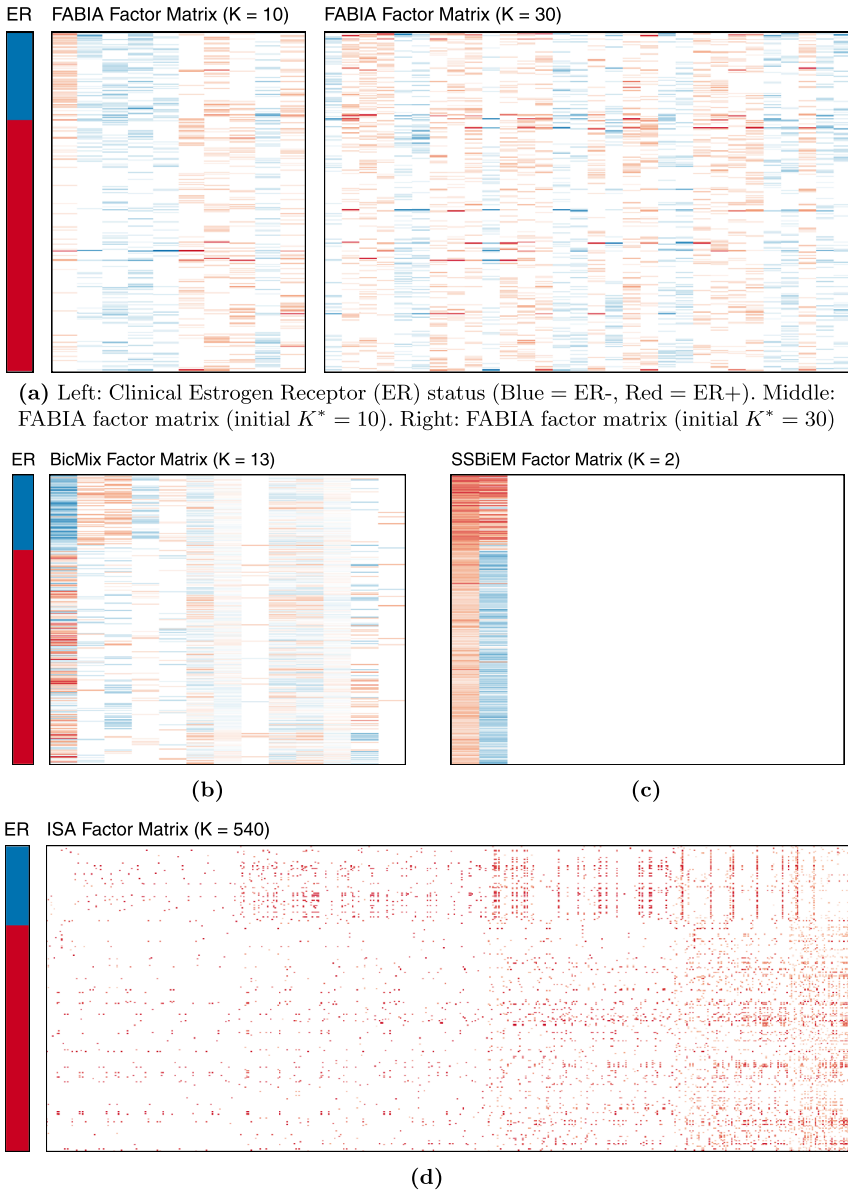 ER FABIA Factor Matrix (K = 10) FABIA Factor Matrix (K = 30)
(a) Left: Clinical Estrogen Receptor (ER) status (Blue = ER-, Red = ER+). Middle:
FABIA factor matrix (initial K* = 10). Right: FABIA factor matrix (initial K* = 30)
ER BicMix Factor Matrix (K = 13) SSBiEM Factor Matrix (K = 2)
(b) (c)
ER ISA Factor Matrix (K = 540)
(d)